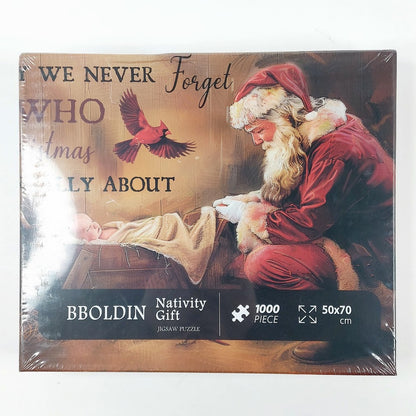 T WE NEVER Forget
WHO
tmas
LLY ABOUT
BBOLDIN
Nativity
Gift
JIGSAW PUZZLE
1000
PIECE
50x70
cm